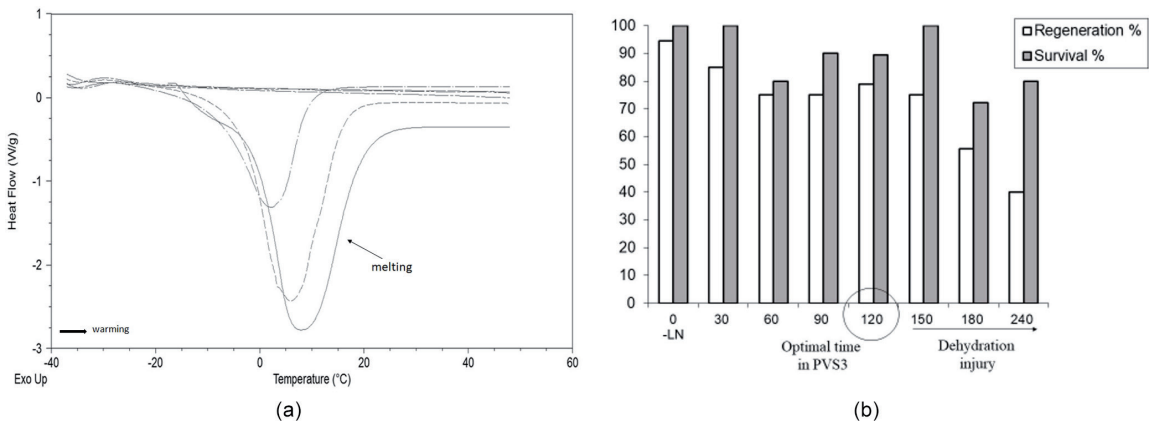 1
0
-1
-2
-3
Heat Flow (W/g)
melting
warming
-40
-20
0
20
40
60
Exo Up
Temperature (°C)
(a)
100
90
80
70
60
50
40
30
20
10
0
Regeneration %
Survival %
0
30
60
90
120
150
180
240
-LN
Optimal time
in PVS3
Dehydration
injury
(b)